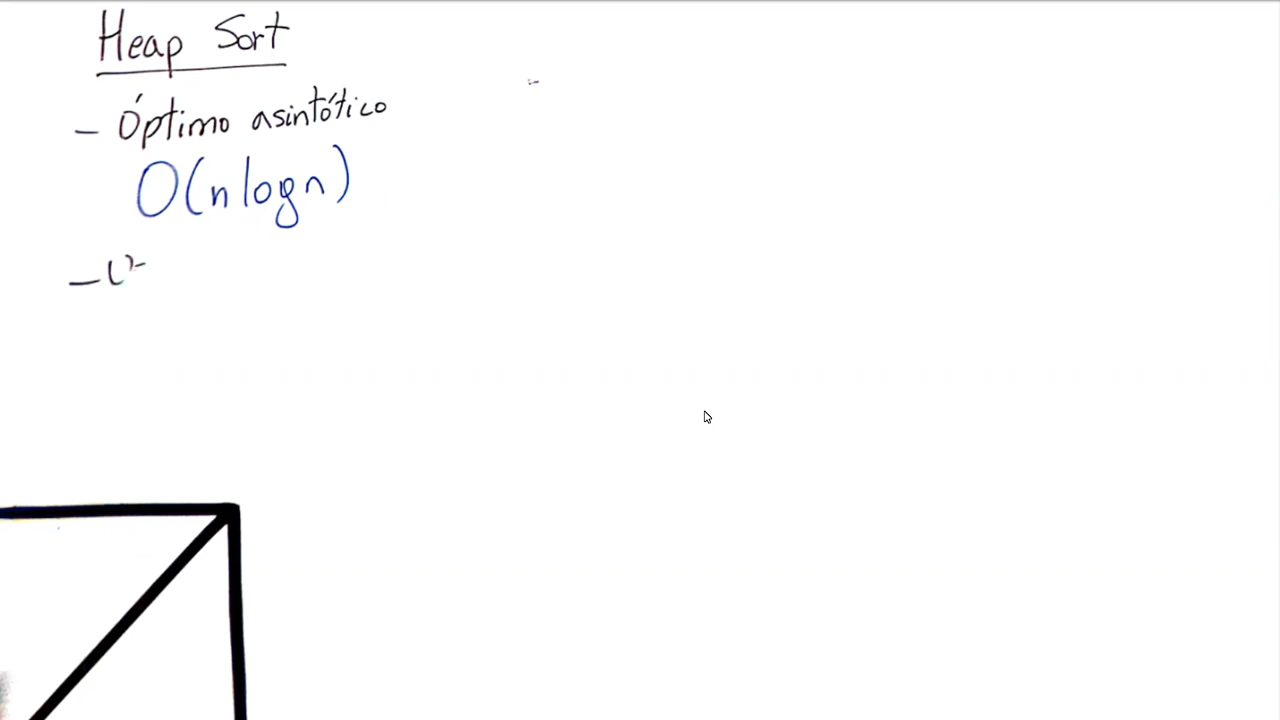 Heap Sort
- Óptimo asintótico
O(n log n)
-